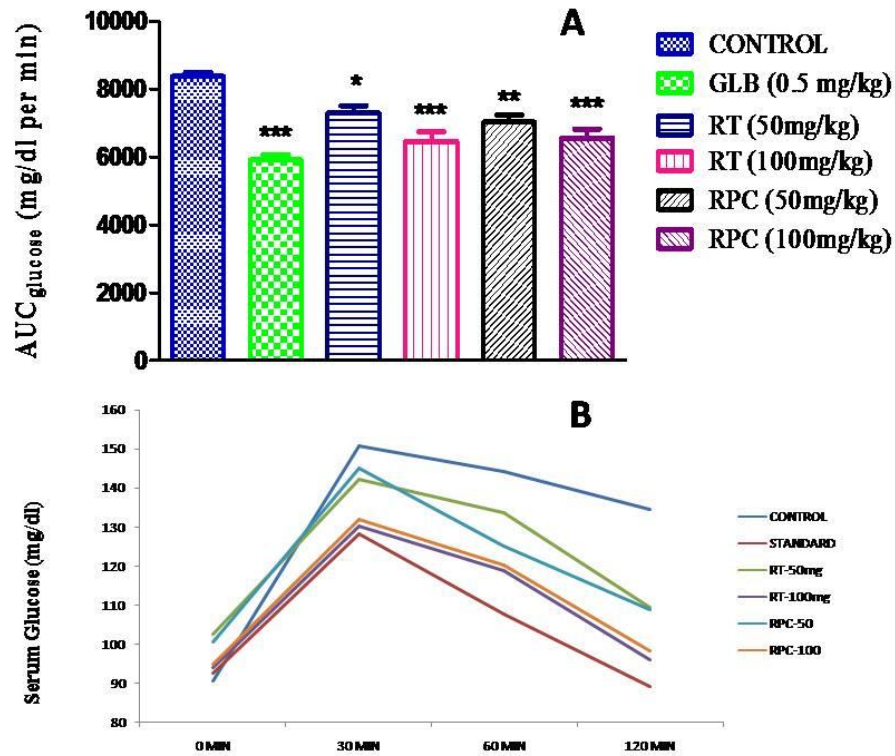 A
10000
8000
6000
4000
2000
0
AUC glucose (mg/dl per min)
***
*
***
**
***
CONTROL
GLB (0.5 mg/kg)
RT (50mg/kg)
RT (100mg/kg)
RPC (50mg/kg)
RPC (100mg/kg)
B
160
150
140
130
120
110
100
90
80
Serum Glucose (mg/dl)
0 MIN
30 MIN
60 MIN
120 MIN
CONTROL
STANDARD
RT-50mg
RT-100mg
RPC-50
RPC-100